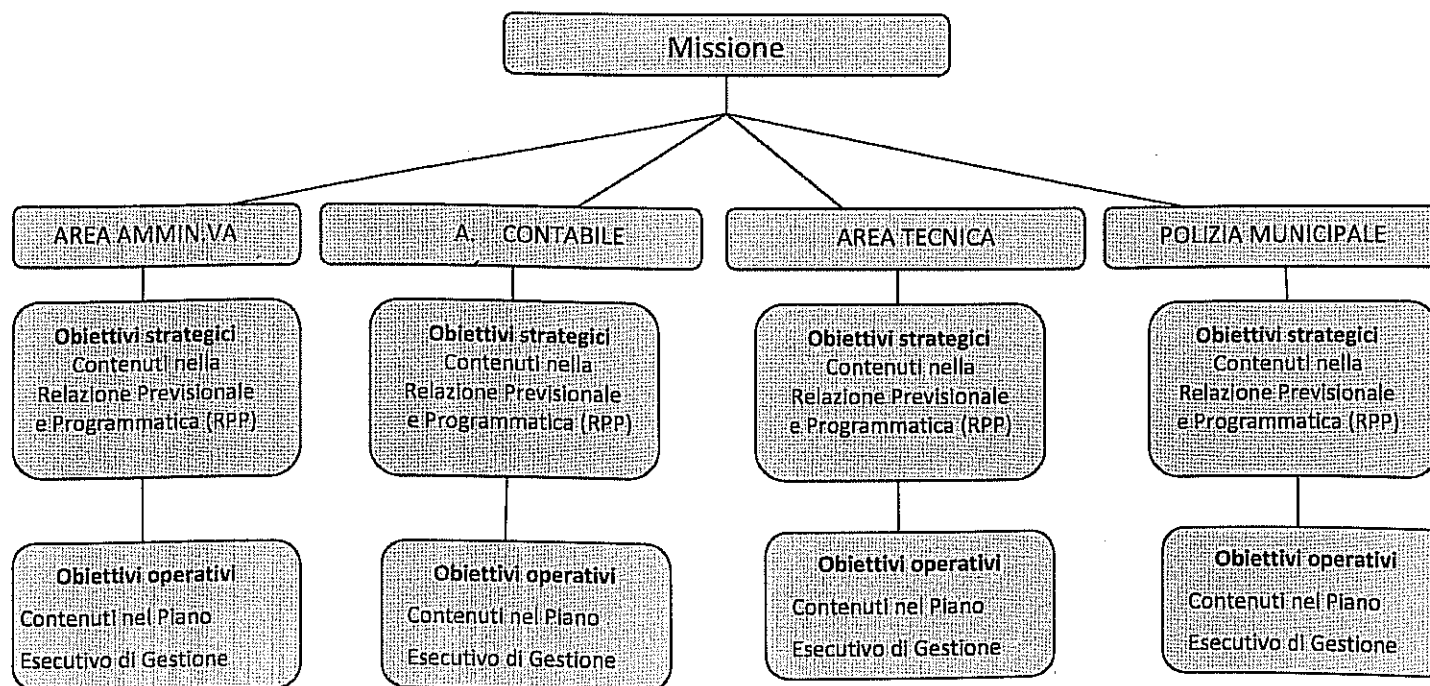 Missione
AREA AMMIN.VA
A. CONTABILE
AREA TECNICA
POLIZIA MUNICIPALE
Obiettivi strategici
Contenuti nella
Relazione Previsionale
e Programmatica (RPP)
Obiettivi strategici
Contenuti nella
Relazione Previsionale
e Programmatica (RPP)
Obiettivi strategici
Contenuti nella
Relazione Previsionale
e Programmatica (RPP)
Obiettivi strategici
Contenuti nella
Relazione Previsionale
e Programmatica (RPP)
Obiettivi operativi
Contenuti nel Piano
Esecutivo di Gestione
Obiettivi operativi
Contenuti nel Piano
Esecutivo di Gestione
Obiettivi operativi
Contenuti nel Piano
Esecutivo di Gestione
Obiettivi operativi
Contenuti nel Piano
Esecutivo di Gestione